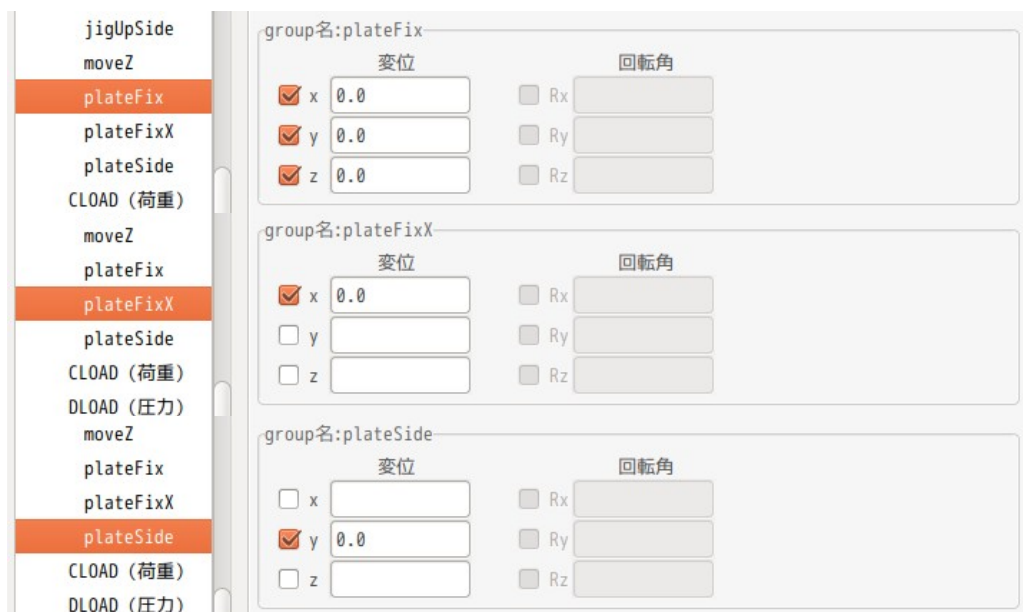 jigUpSide
moveZ
plateFix
plateFixX
plateSide
CLOAD (荷重)
group名:plateFix
変位 回転角
x 0.0 Rx
y 0.0 Ry
z 0.0 Rz
moveZ
plateFix
plateFixX
plateSide
CLOAD (荷重)
DLOAD (圧力)
group名:plateFixX
変位 回転角
x 0.0 Rx
y Ry
z Rz
moveZ
plateFix
plateFixX
plateSide
CLOAD (荷重)
DLOAD (圧力)
group名:plateSide
変位 回転角
x Rx
y 0.0 Ry
z Rz